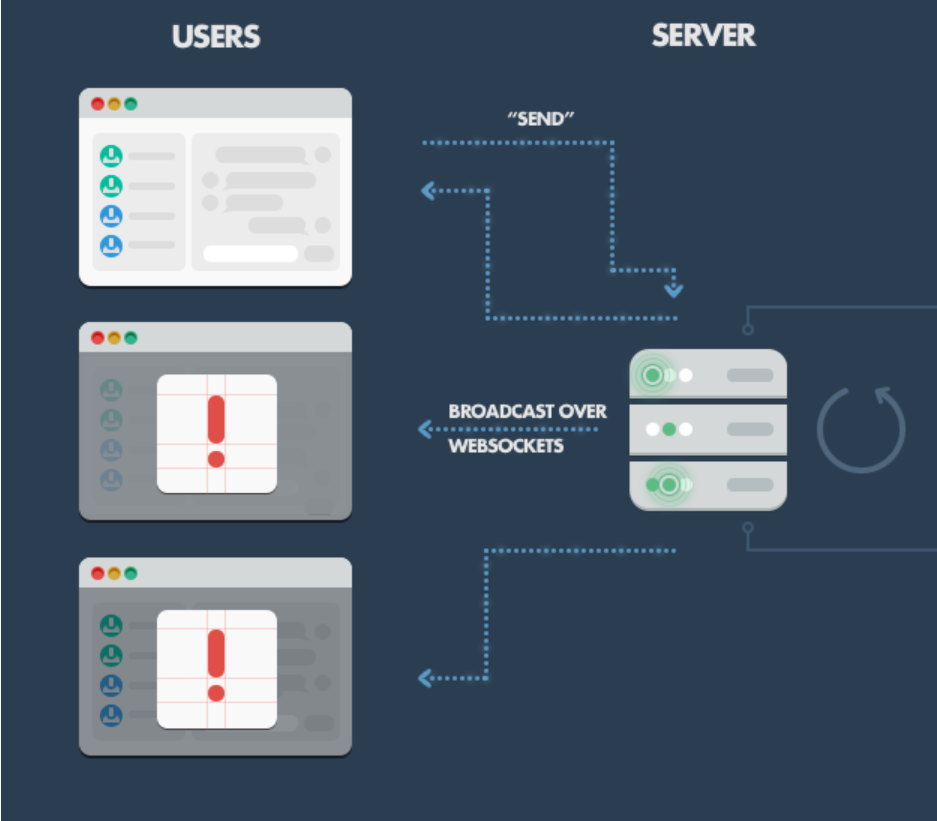 USERS
SERVER
“SEND”
BROADCAST OVER
WEBSOCKETS